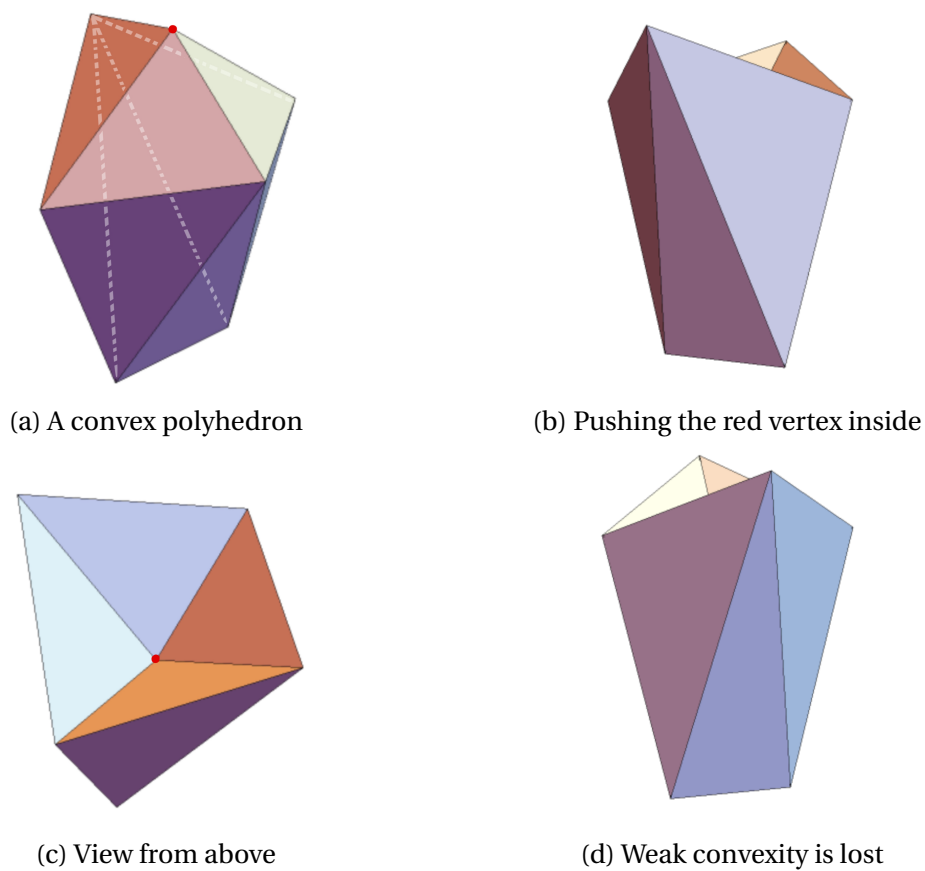 (a) A convex polyhedron
(b) Pushing the red vertex inside
(c) View from above
(d) Weak convexity is lost